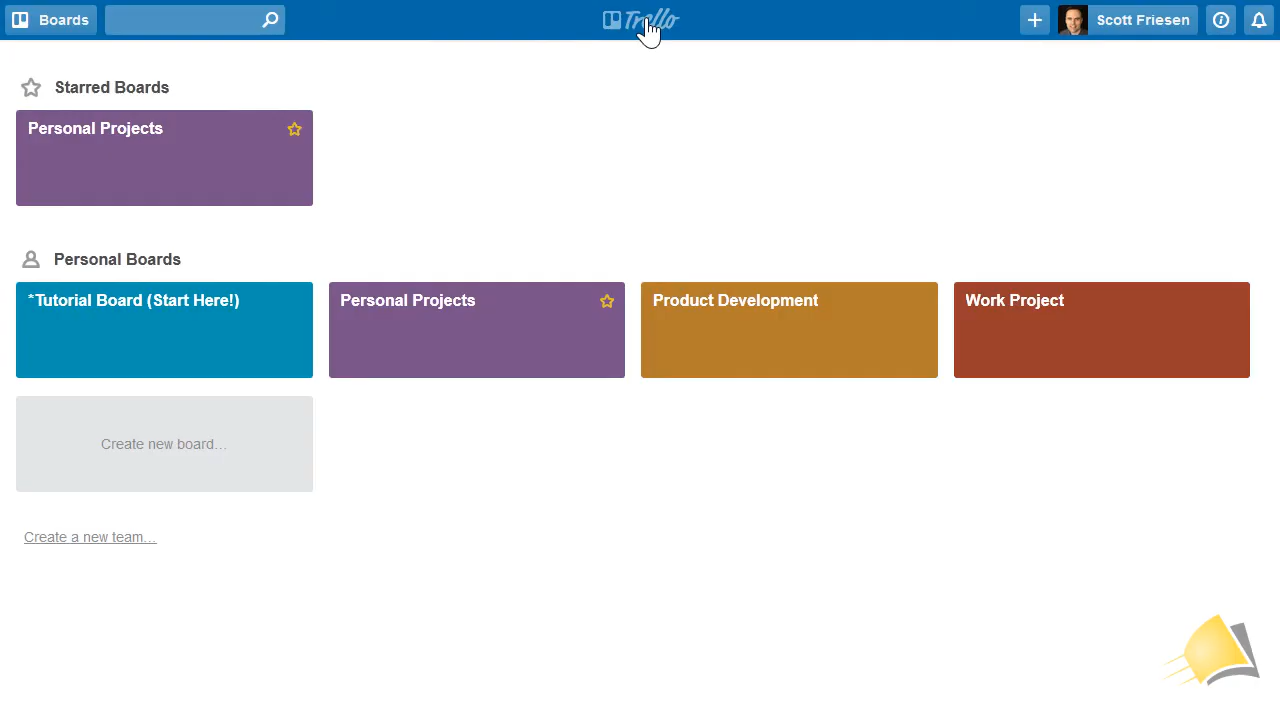 Boards
Trello
Scott Friesen
Starred Boards
Personal Projects
Personal Boards
*Tutorial Board (Start Here!)
Personal Projects
Product Development
Work Project
Create new board…
Create a new team…